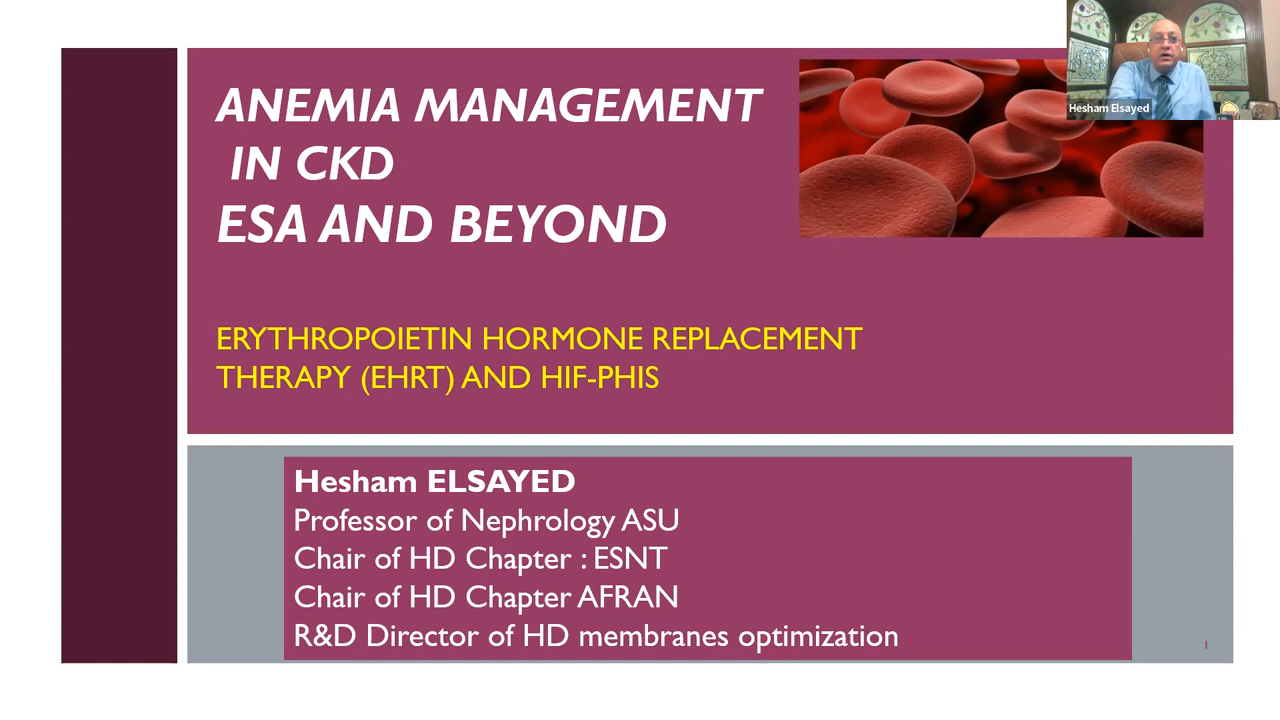 Hesham Elsayed
ANEMIA MANAGEMENT
IN CKD
ESA AND BEYOND
ERYTHROPOIETIN HORMONE REPLACEMENT
THERAPY (EHRT) AND HIF-PHIS
Hesham ELSAYED
Professor of Nephrology ASU
Chair of HD Chapter : ESNT
Chair of HD Chapter AFRAN
R&D Director of HD membranes optimization
1